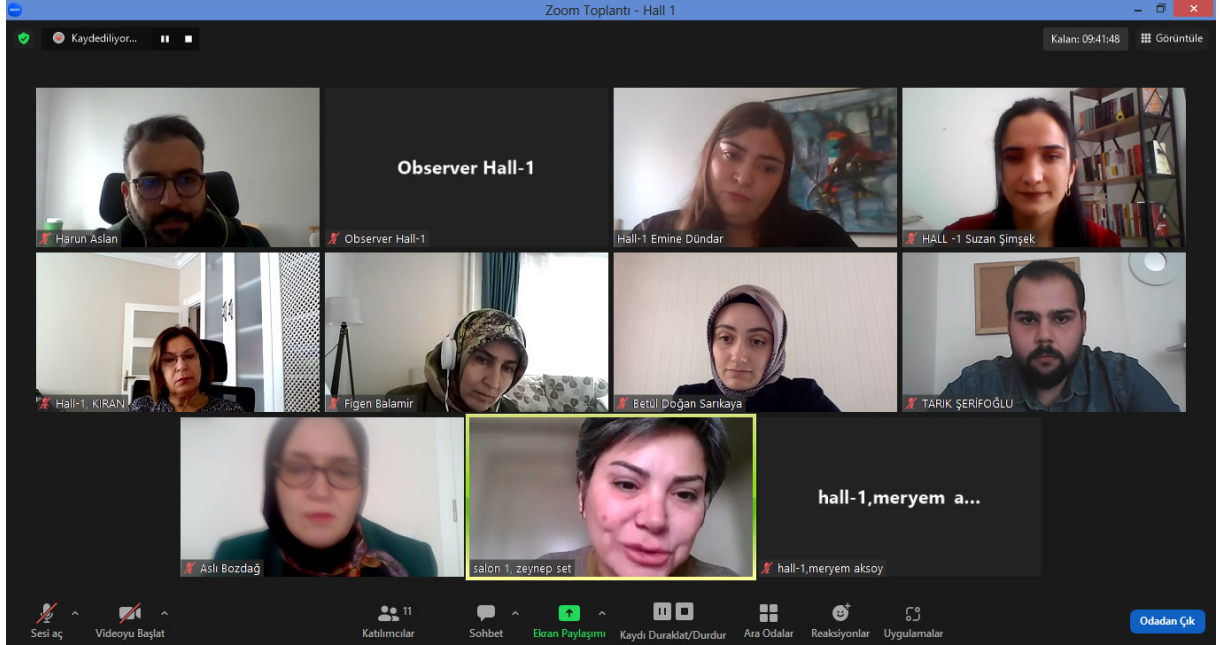 zoom
Zoom Toplantı - Hall 1
Kaydediliyor...
Kalan: 09:41:48
Görüntüle
Observer Hall-1
Harun Aslan
Observer Hall-1
Hall-1 Emine Dündar
HALL -1 Suzan Şimşek
Hall-1, KIRAN
Figen Balamir
Betül Doğan Sarıkaya
TARIK ŞERİFOĞLU
hall-1,meryem a...
Aslı Bozdağ
salon 1, zeynep set
hall-1,meryem aksoy
11
Sesi aç
Videoyu Başlat
Katılımcılar
Sohbet
Ekran Paylaşımı
Kaydı Duraklat/Durdur
Ara Odalar
Reaksiyonlar
Uygulamalar
Odadan Çık